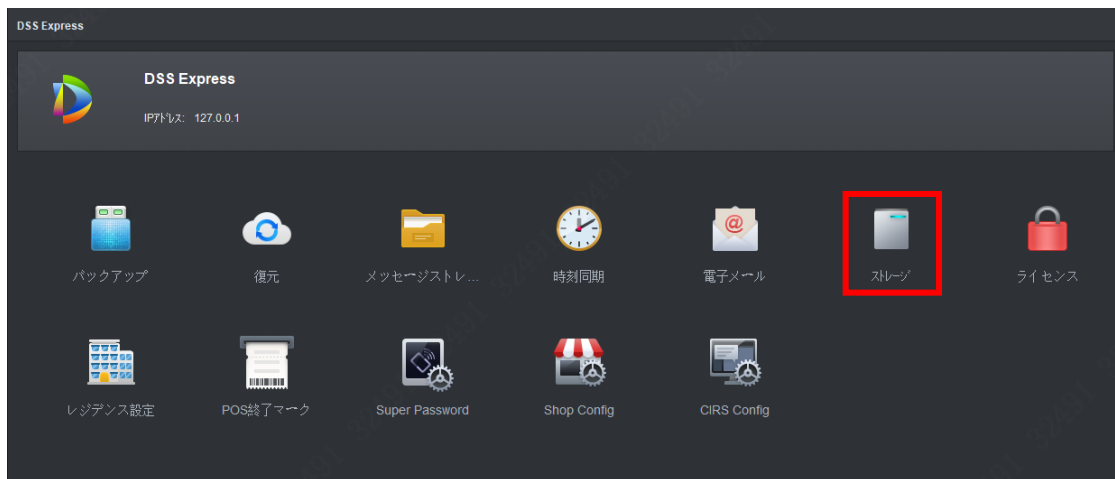 DSS Express
DSS Express
IPアドレス: 127.0.0.1
バックアップ
復元
メッセージストレ...
時刻同期
電子メール
ストレージ
ライセンス
レジデンス設定
POS終了マーク
Super Password
Shop Config
CIRS Config